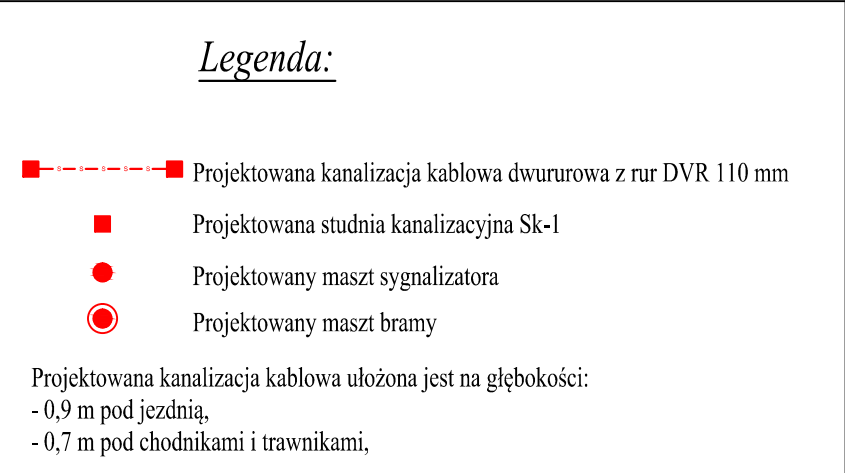 Legenda:
s s s s s Projektowana kanalizacja kablowa dwururowa z rur DVR 110 mm
Projektowana studnia kanalizacyjna Sk-1
Projektowany maszt sygnalizatora
Projektowany maszt bramy
Projektowana kanalizacja kablowa ułożona jest na głębokości:
- 0,9 m pod jezdnią,
- 0,7 m pod chodnikami i trawnikami,